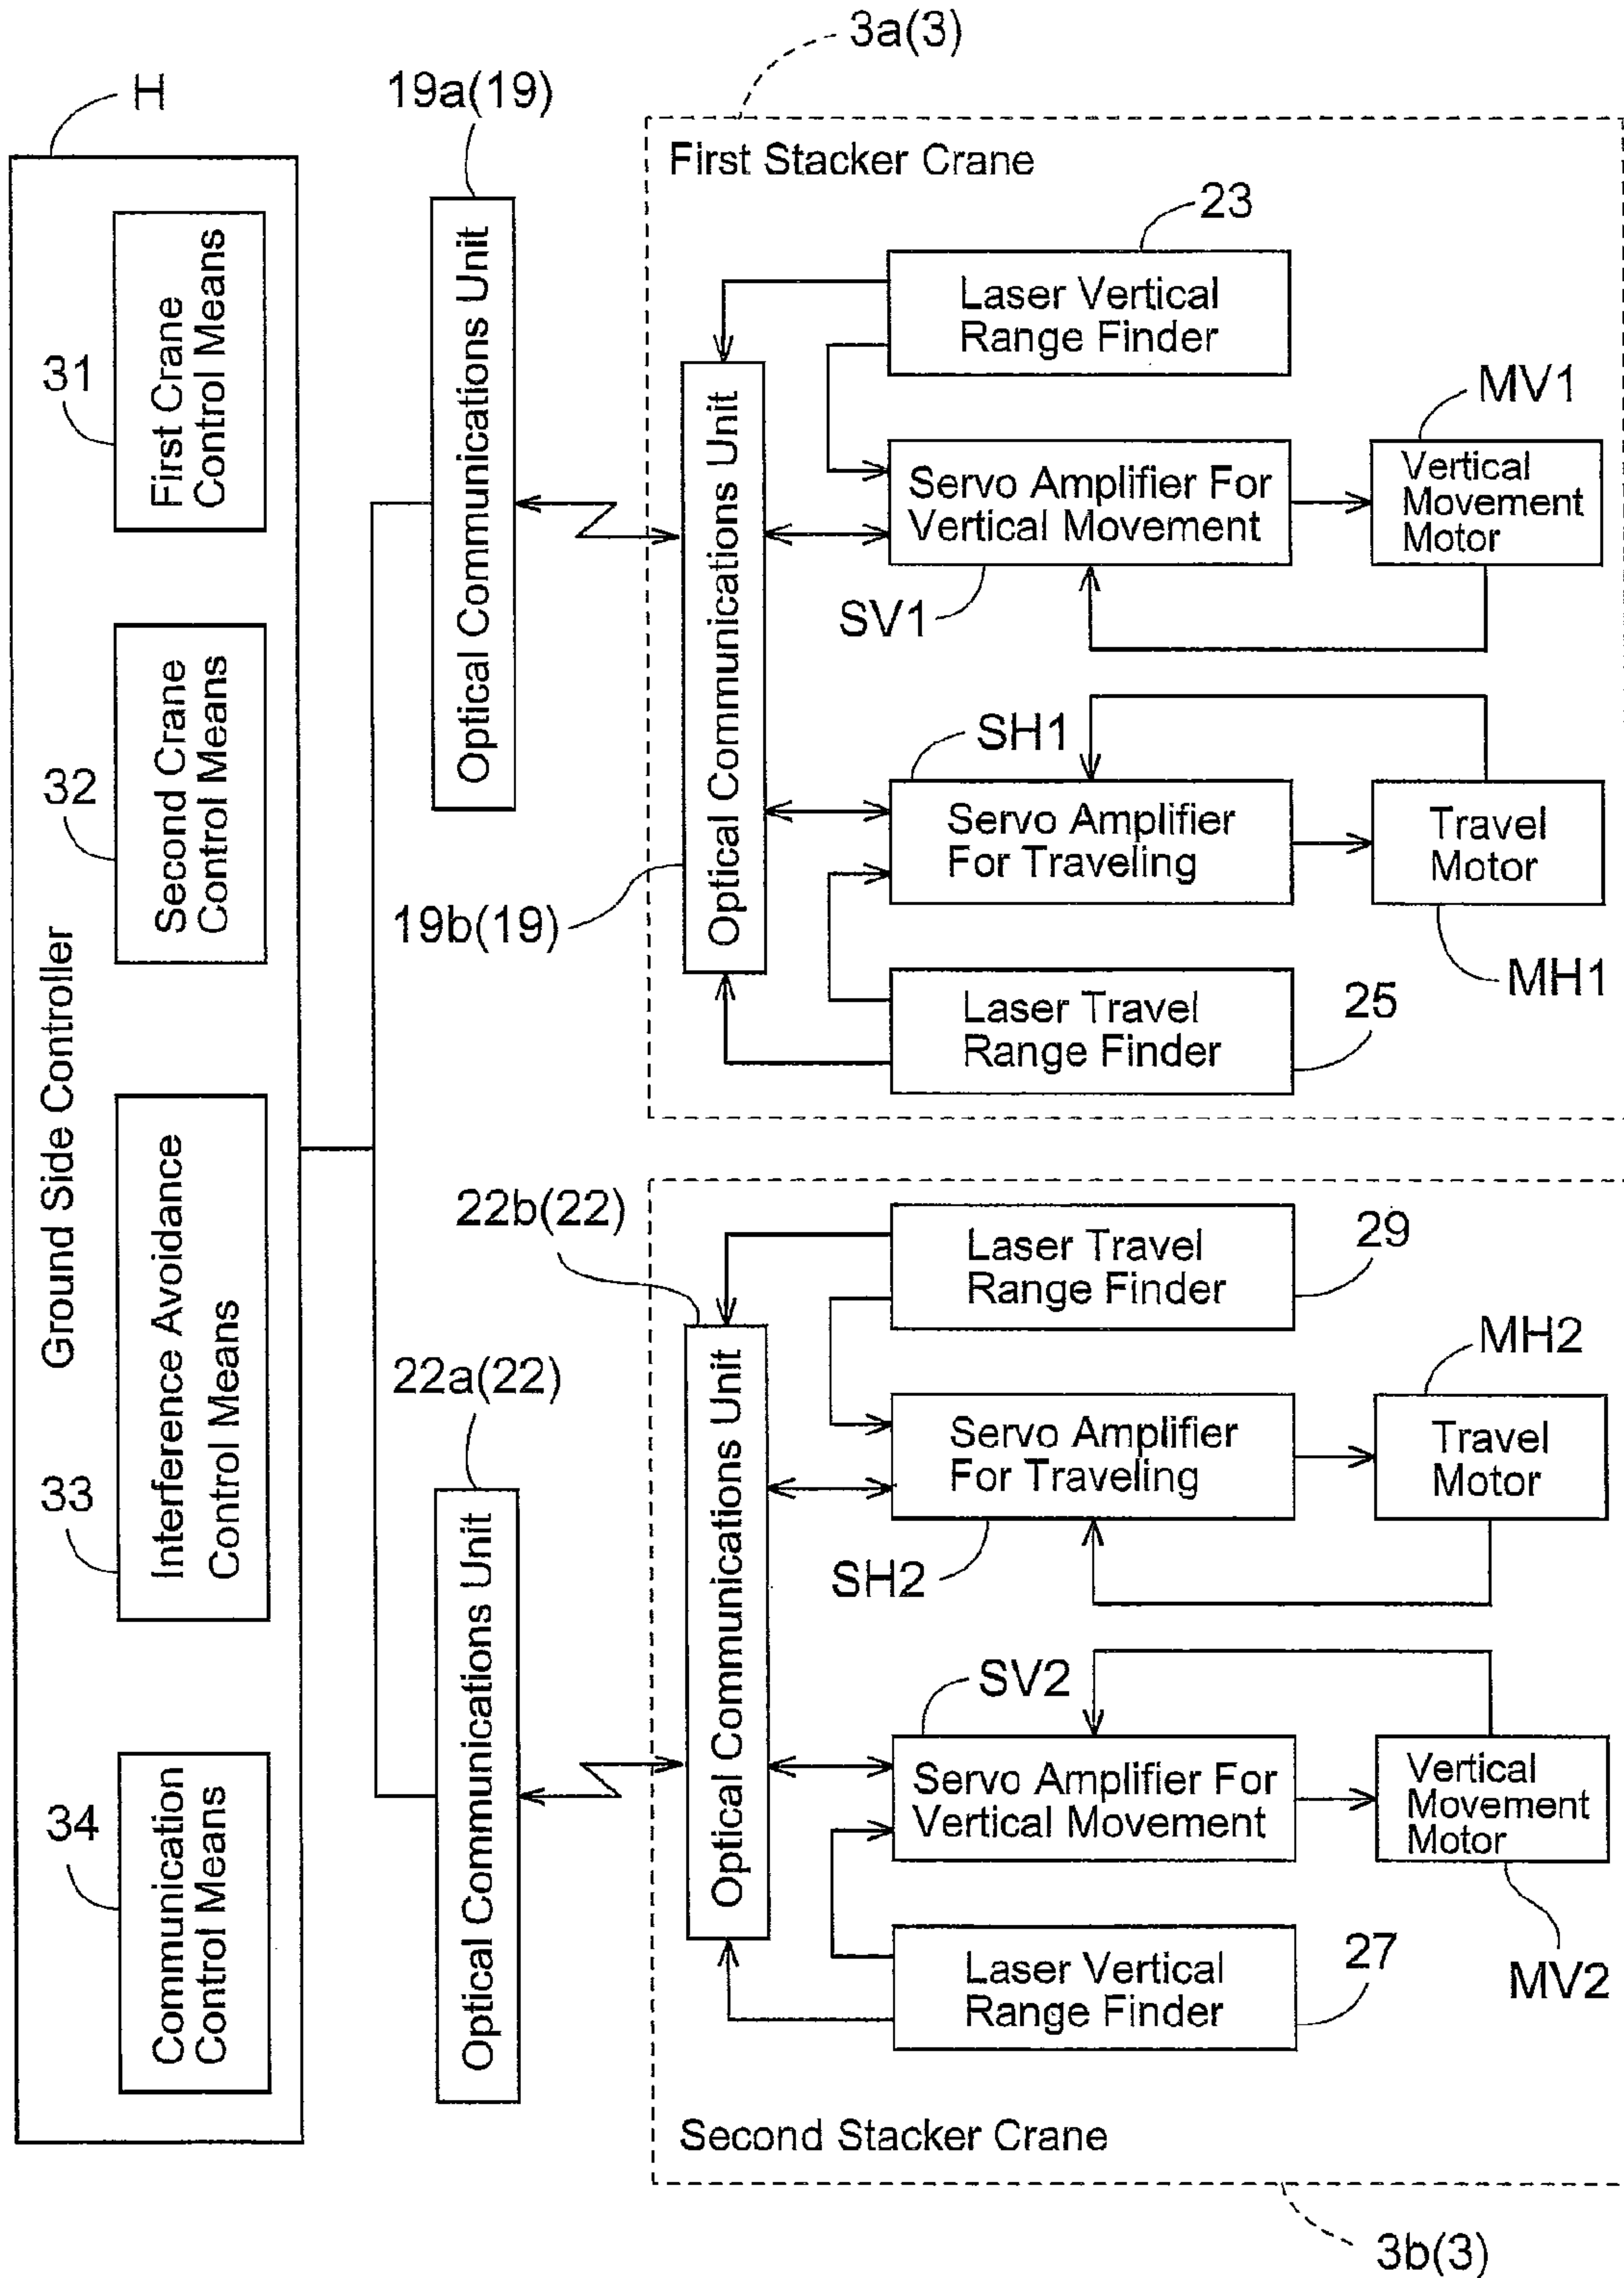 H
Ground Side Controller
31
First Crane
Control Means
32
Second Crane
Control Means
33
Interference Avoidance
Control Means
34
Communication
Control Means
19a(19)
Optical Communications Unit
22a(22)
Optical Communications Unit
3a(3)
First Stacker Crane
19b(19)
Optical Communications Unit
23
Laser Vertical
Range Finder
Servo Amplifier For
Vertical Movement
SV1
MV1
Vertical
Movement
Motor
SH1
Servo Amplifier
For Traveling
Travel
Motor
MH1
Laser Travel
Range Finder
25
22b(22)
Optical Communications Unit
Laser Travel
Range Finder
29
Servo Amplifier
For Traveling
SH2
MH2
Travel
Motor
SV2
Servo Amplifier For
Vertical Movement
Vertical
Movement
Motor
MV2
Laser Vertical
Range Finder
27
Second Stacker Crane
3b(3)